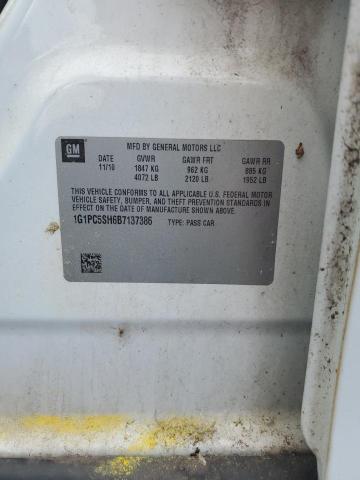 GM
MFD BY GENERAL MOTORS LLC
DATE GVWR GAWR FRT GAWR RR
11/10 1847 KG 962 KG 885 KG
4072 LB 2120 LB 1952 LB
THIS VEHICLE CONFORMS TO ALL APPLICABLE U.S. FEDERAL MOTOR
VEHICLE SAFETY, BUMPER, AND THEFT PREVENTION STANDARDS
IN EFFECT ON THE DATE OF MANUFACTURE SHOWN ABOVE.
1G1PC5SH6B7137386 TYPE: PASS CAR